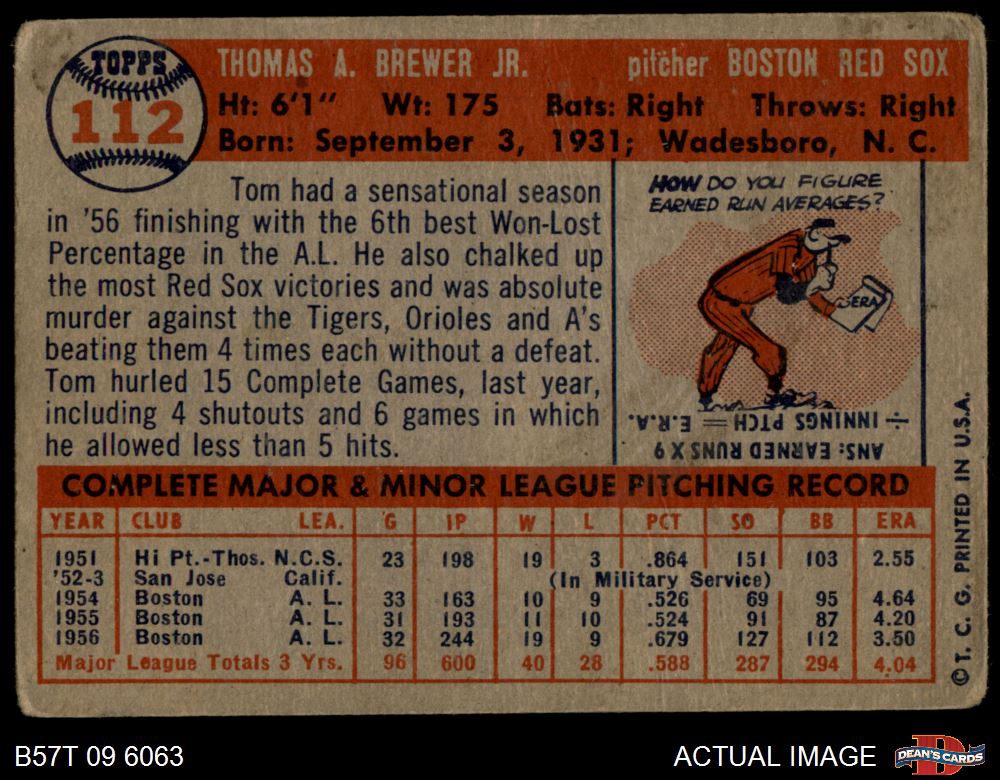 TOPPS
112
THOMAS A. BREWER JR. pitcher BOSTON RED SOX
Ht: 6'1" Wt: 175 Bats: Right Throws: Right
Born: September 3, 1931; Wadesboro, N. C.
Tom had a sensational season
in '56 finishing with the 6th best Won-Lost
Percentage in the A.L. He also chalked up
the most Red Sox victories and was absolute
murder against the Tigers, Orioles and A's
beating them 4 times each without a defeat.
Tom hurled 15 Complete Games, last year,
including 4 shutouts and 6 games in which
he allowed less than 5 hits.
HOW DO YOU FIGURE
EARNED RUN AVERAGES?
ERA
ANS: EARNED RUNS X 9
÷ INNINGS PTCH = E.R.A.
COMPLETE MAJOR & MINOR LEAGUE PITCHING RECORD
YEAR CLUB LEA. G IP W L PCT SO BB ERA
1951 Hi Pt.-Thos. N.C.S. 23 198 19 3 .864 151 103 2.55
'52-3 San Jose Calif. (In Military Service)
1954 Boston A. L. 33 163 10 9 .526 69 95 4.64
1955 Boston A. L. 31 193 11 10 .524 91 87 4.20
1956 Boston A. L. 32 244 19 9 .679 127 112 3.50
Major League Totals 3 Yrs. 96 600 40 28 .588 287 294 4.04
© T. C. G. PRINTED IN U.S.A.
B57T 09 6063
ACTUAL IMAGE
D
DEAN'S CARDS